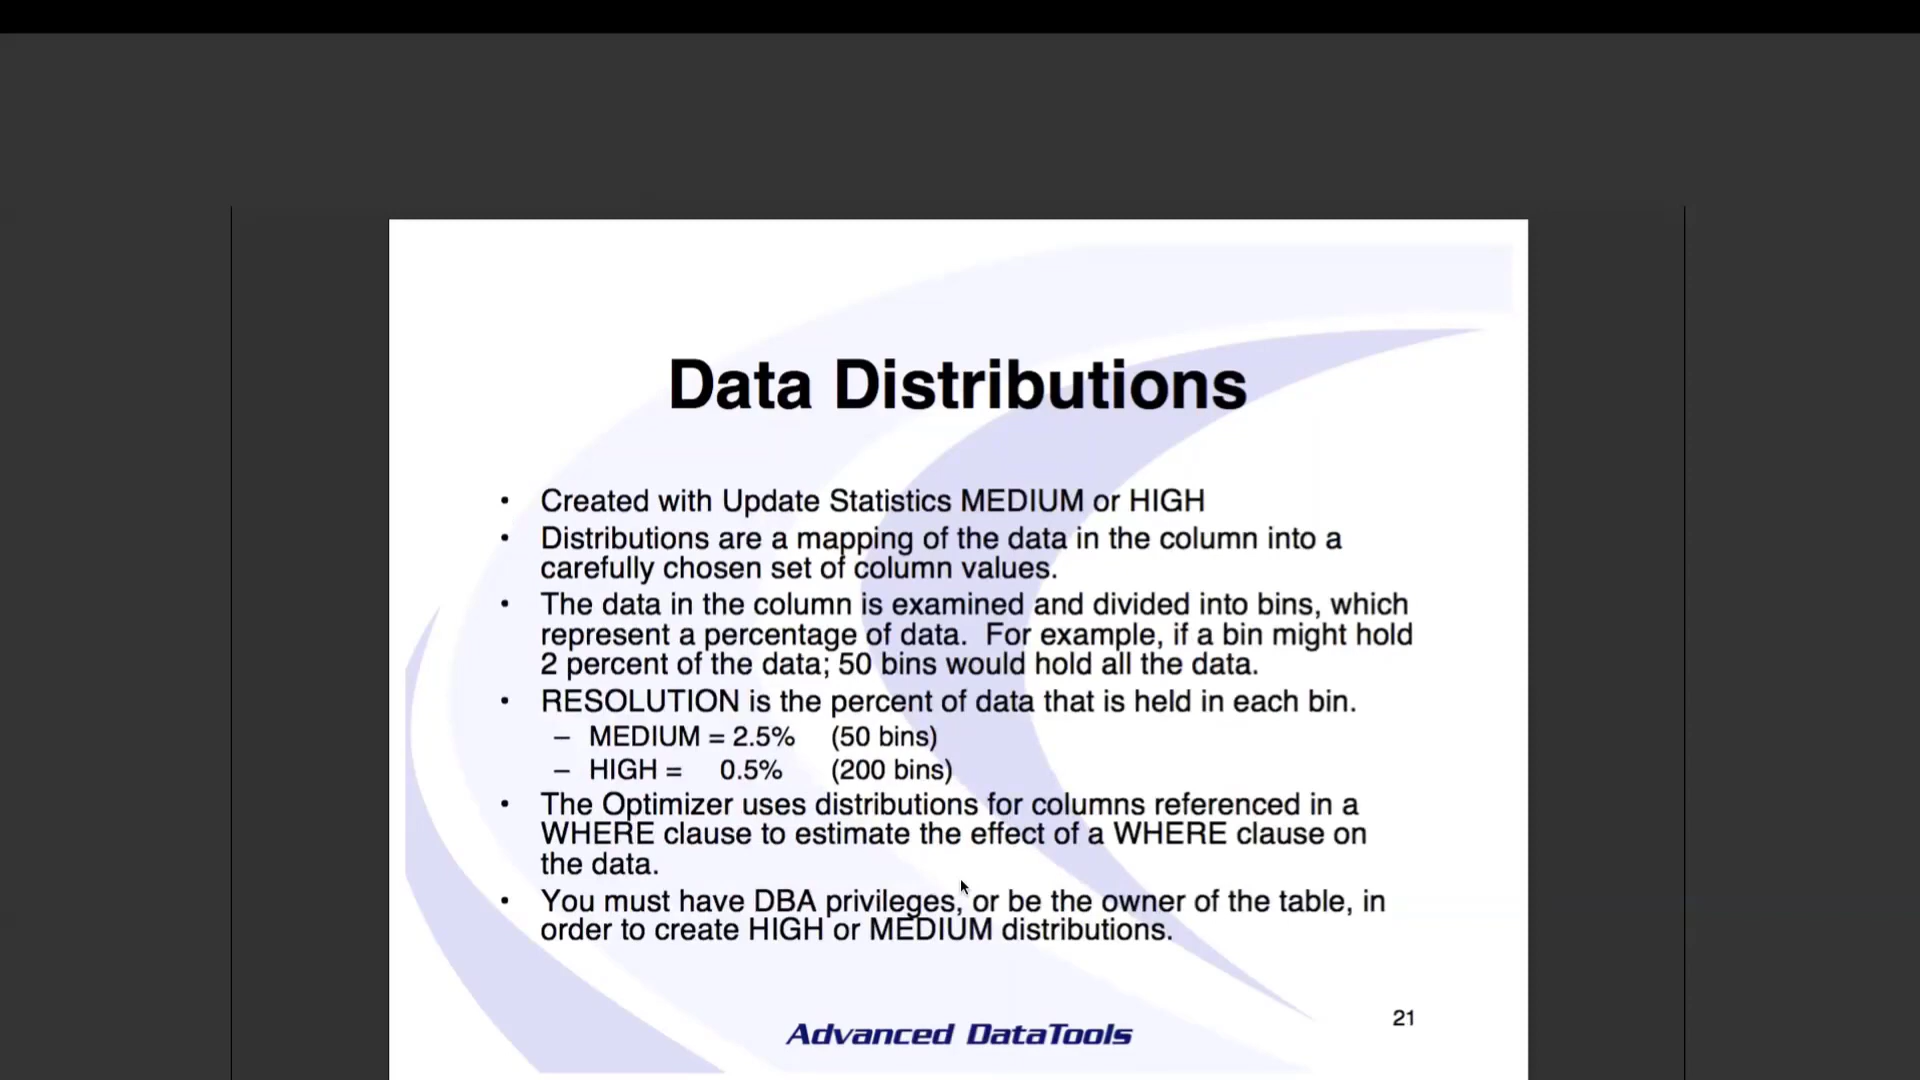 Data Distributions
• Created with Update Statistics MEDIUM or HIGH
• Distributions are a mapping of the data in the column into a
carefully chosen set of column values.
• The data in the column is examined and divided into bins, which
represent a percentage of data.  For example, if a bin might hold
2 percent of the data; 50 bins would hold all the data.
• RESOLUTION is the percent of data that is held in each bin.
– MEDIUM = 2.5% (50 bins)
– HIGH = 0.5% (200 bins)
• The Optimizer uses distributions for columns referenced in a
WHERE clause to estimate the effect of a WHERE clause on
the data.
• You must have DBA privileges, or be the owner of the table, in
order to create HIGH or MEDIUM distributions.
21
Advanced DataTools